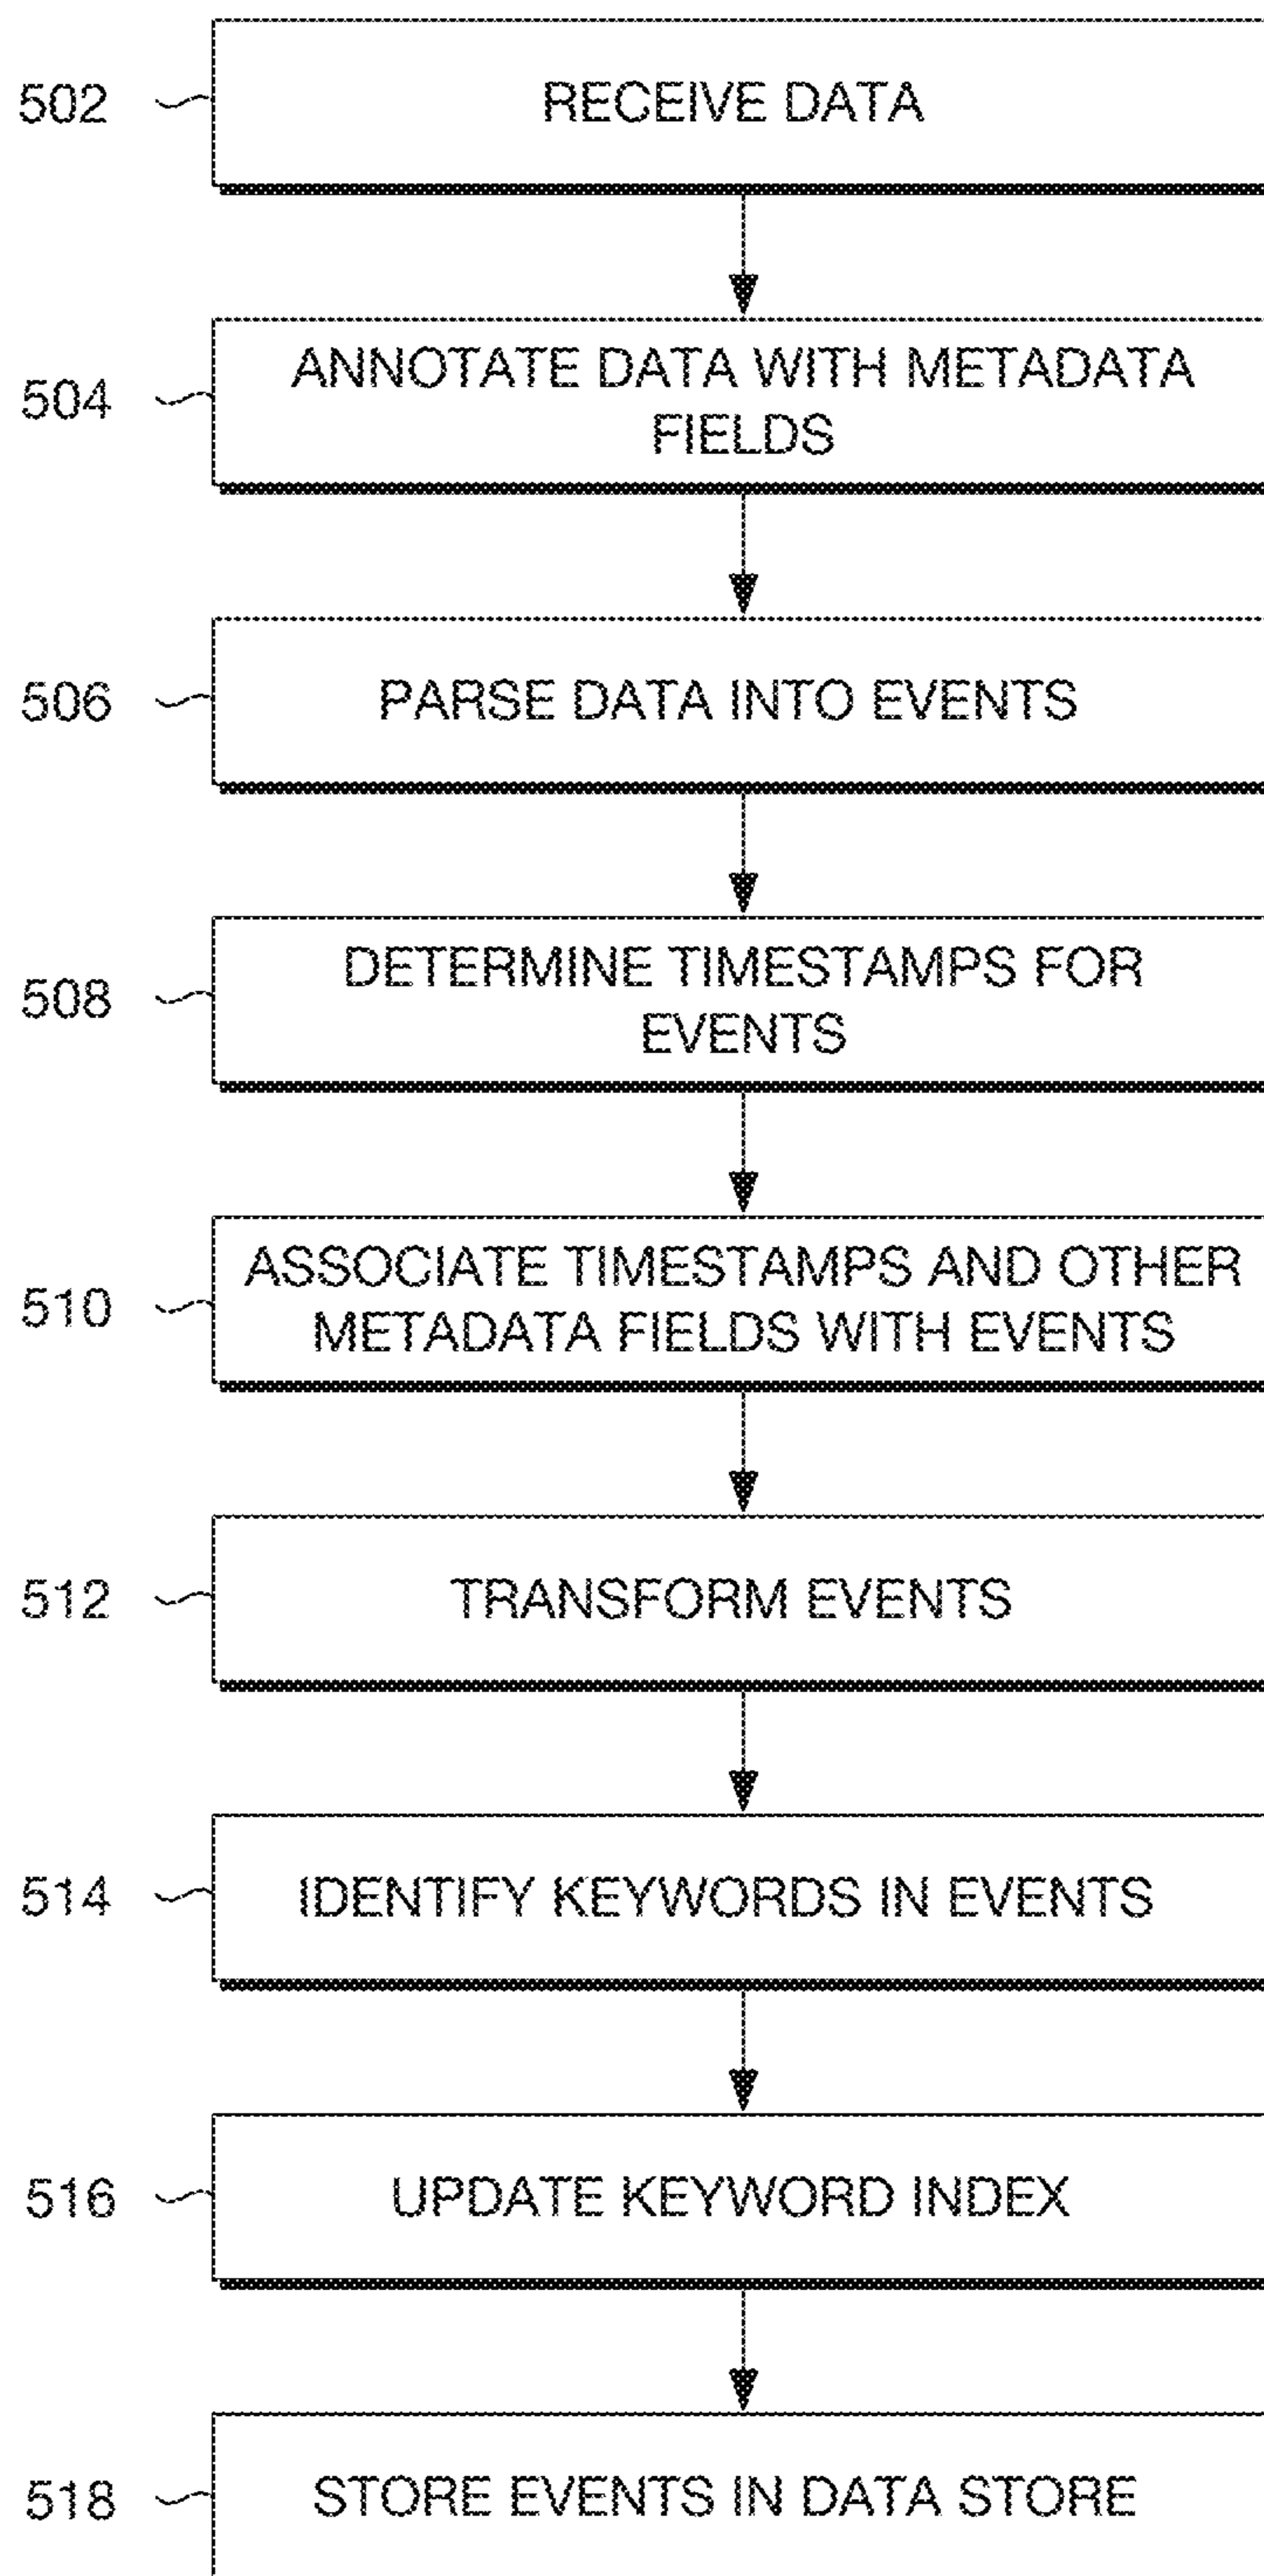 502
RECEIVE DATA
504
ANNOTATE DATA WITH METADATA
FIELDS
506
PARSE DATA INTO EVENTS
508
DETERMINE TIMESTAMPS FOR
EVENTS
510
ASSOCIATE TIMESTAMPS AND OTHER
METADATA FIELDS WITH EVENTS
512
TRANSFORM EVENTS
514
IDENTIFY KEYWORDS IN EVENTS
516
UPDATE KEYWORD INDEX
518
STORE EVENTS IN DATA STORE